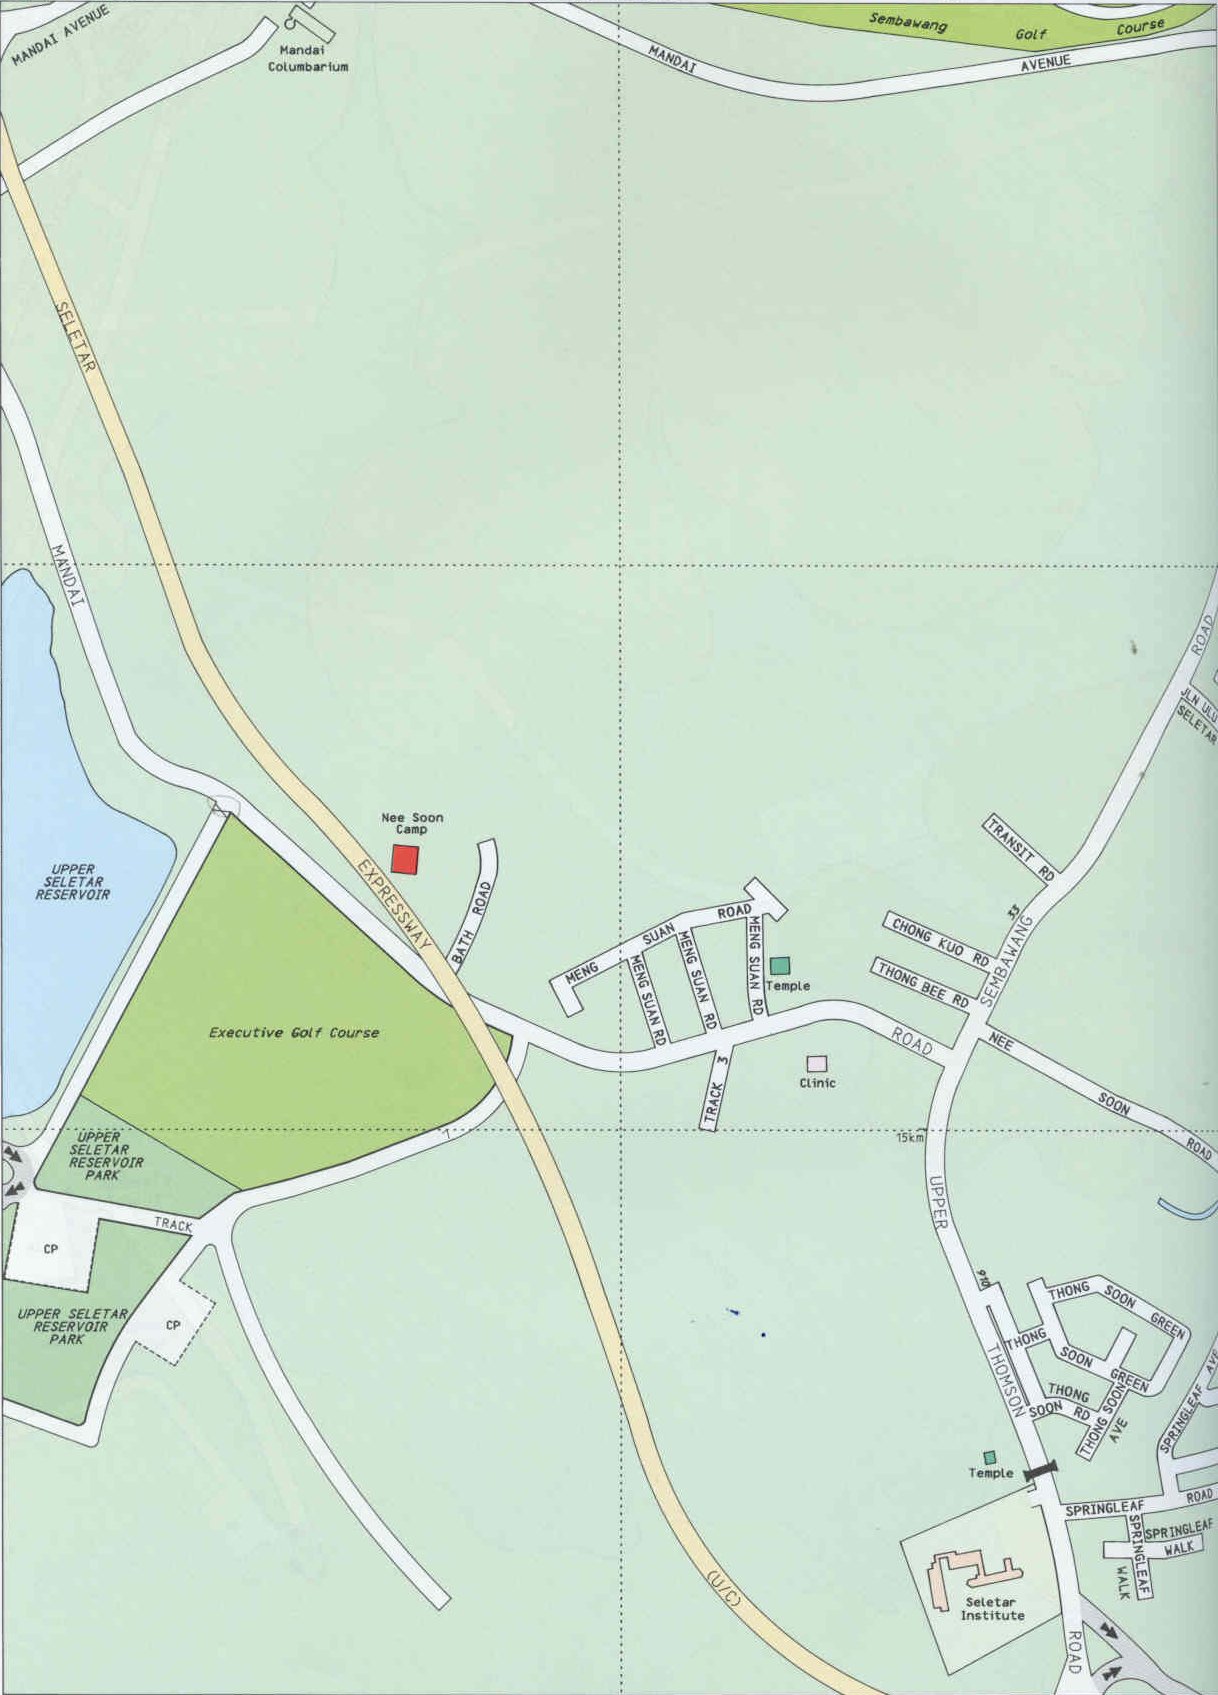 MANDAI AVENUE
Mandai
Columbarium
MANDAI
AVENUE
Sembawang
Golf
Course
SELETAR
MANDAI
ROAD
JLN ULU
SELETAR
Nee Soon
Camp
EXPRESSWAY
BATH ROAD
UPPER
SELETAR
RESERVOIR
TRANSIT RD
33
CHONG KUO RD
THONG BEE RD
SEMBAWANG
MENG SUAN ROAD
MENG SUAN RD
MENG SUAN RD
MENG SUAN RD
Temple
Executive Golf Course
ROAD
NEE SOON ROAD
Clinic
TRACK 3
15km
UPPER
SELETAR
RESERVOIR
PARK
7
TRACK
CP
CP
UPPER SELETAR
RESERVOIR
PARK
UPPER
910
THOMSON
THONG SOON GREEN
THONG
SOON
GREEN
THONG
SOON RD
THONG SOON
AVE
SPRINGLEAF AVE
Temple
SPRINGLEAF ROAD
SPRINGLEAF
WALK
SPRINGLEAF
WALK
Seletar
Institute
(U/C)
ROAD